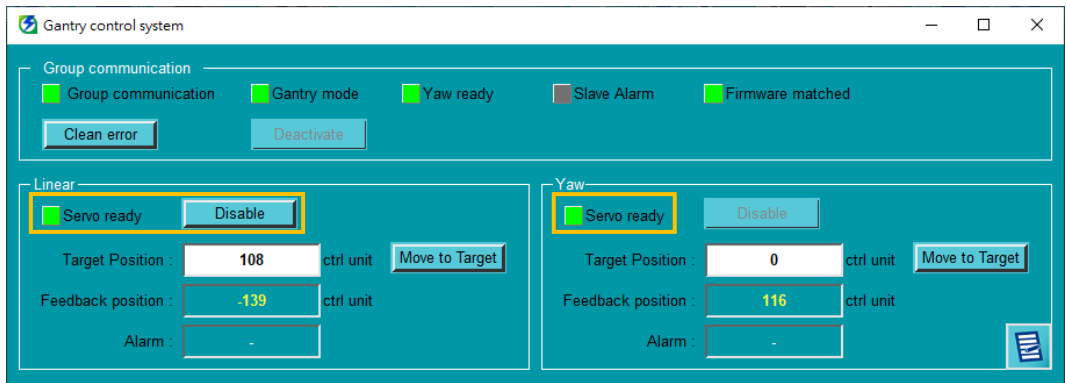 Gantry control system
Group communication
Group communication Gantry mode Yaw ready Slave Alarm Firmware matched
Clean error Deactivate
Linear
Servo ready Disable
Target Position : 108 ctrl unit Move to Target
Feedback position : -139 ctrl unit
Alarm : -
Yaw
Servo ready Disable
Target Position : 0 ctrl unit Move to Target
Feedback position : 116 ctrl unit
Alarm : -